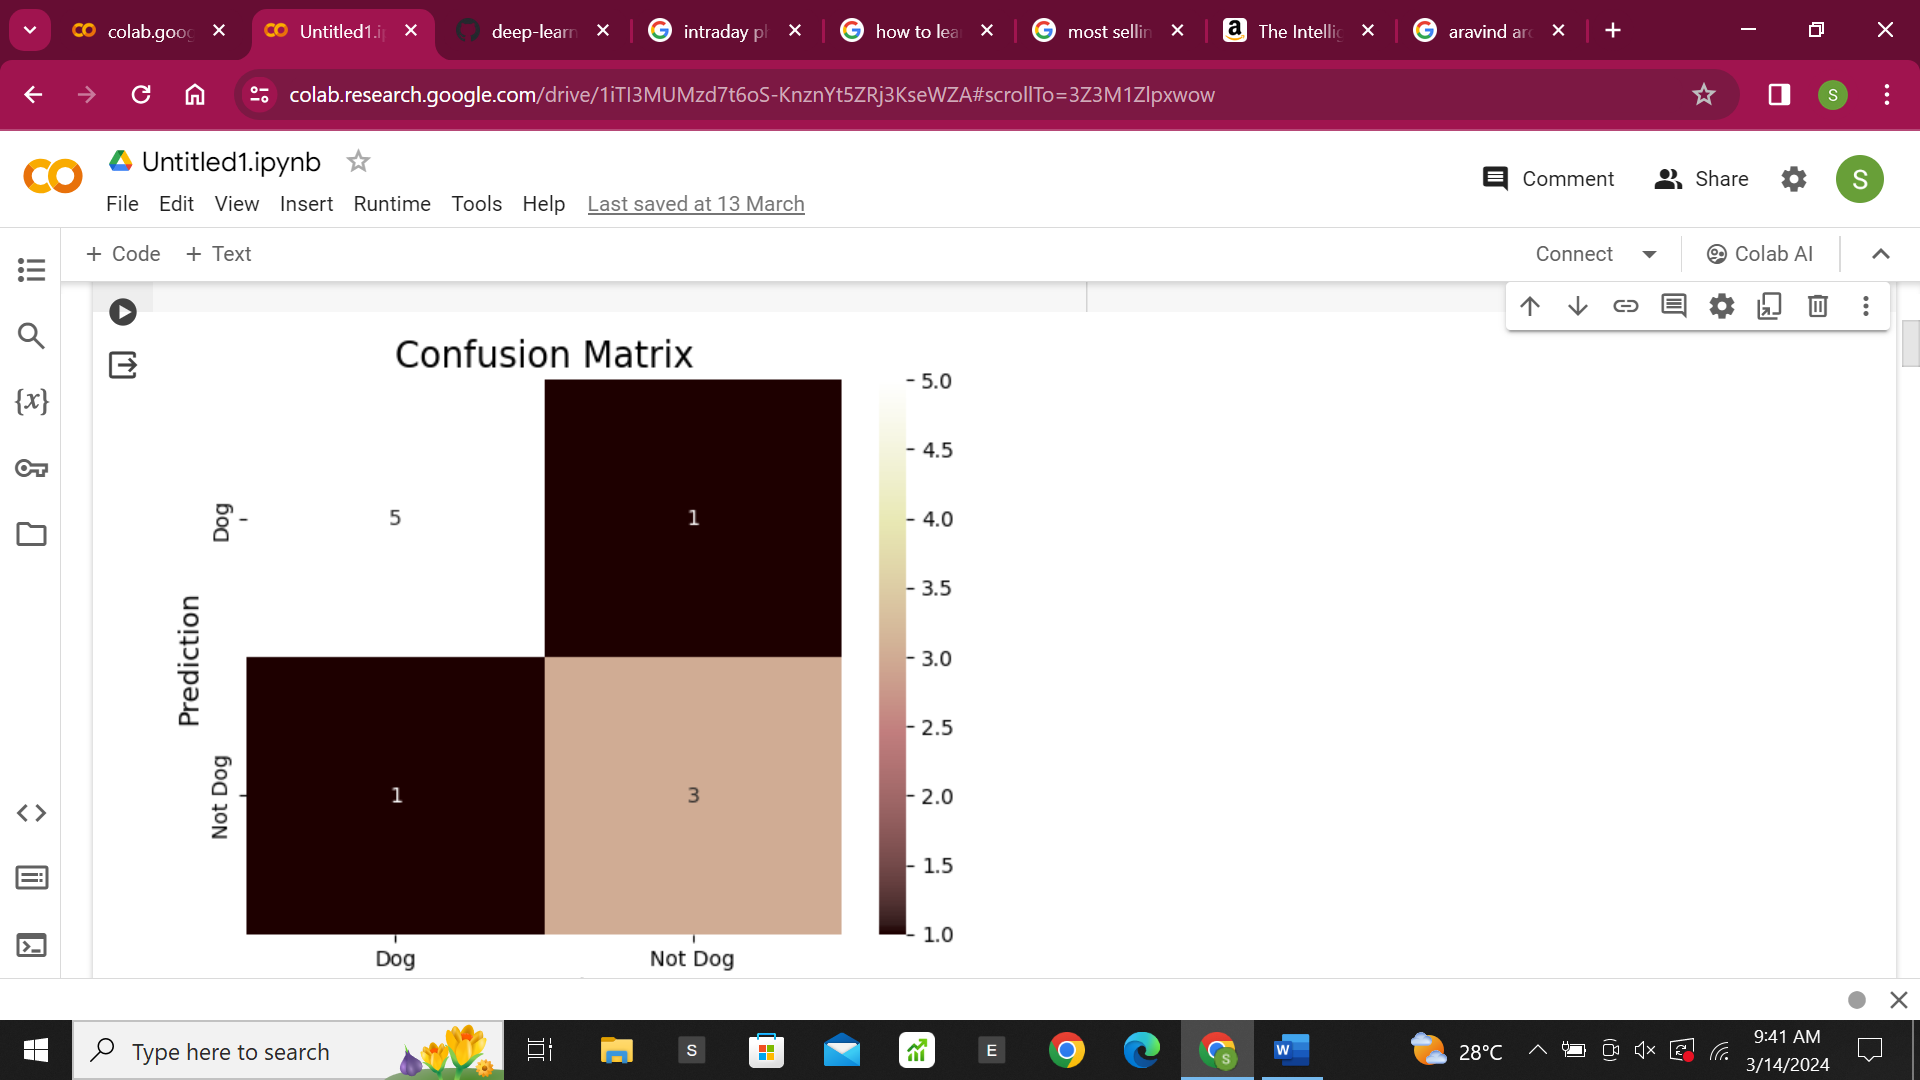 colab.goog
Untitled1.i
deep-learn
intraday p
how to lea
most sellin
The Intellig
aravind ar
colab.research.google.com/drive/1iTI3MUMzd7t6oS-KnznYt5ZRj3KseWZA#scrollTo=3Z3M1Zlpxwow
S
Untitled1.ipynb
Comment
Share
S
File Edit View Insert Runtime Tools Help Last saved at 13 March
+ Code + Text
Connect
Colab AI
{x}
Confusion Matrix
Prediction
Dog
Not Dog
5
1
1
3
Dog
Not Dog
5.0
4.5
4.0
3.5
3.0
2.5
2.0
1.5
1.0
Type here to search
S
E
S
W
28°C
9:41 AM
3/14/2024